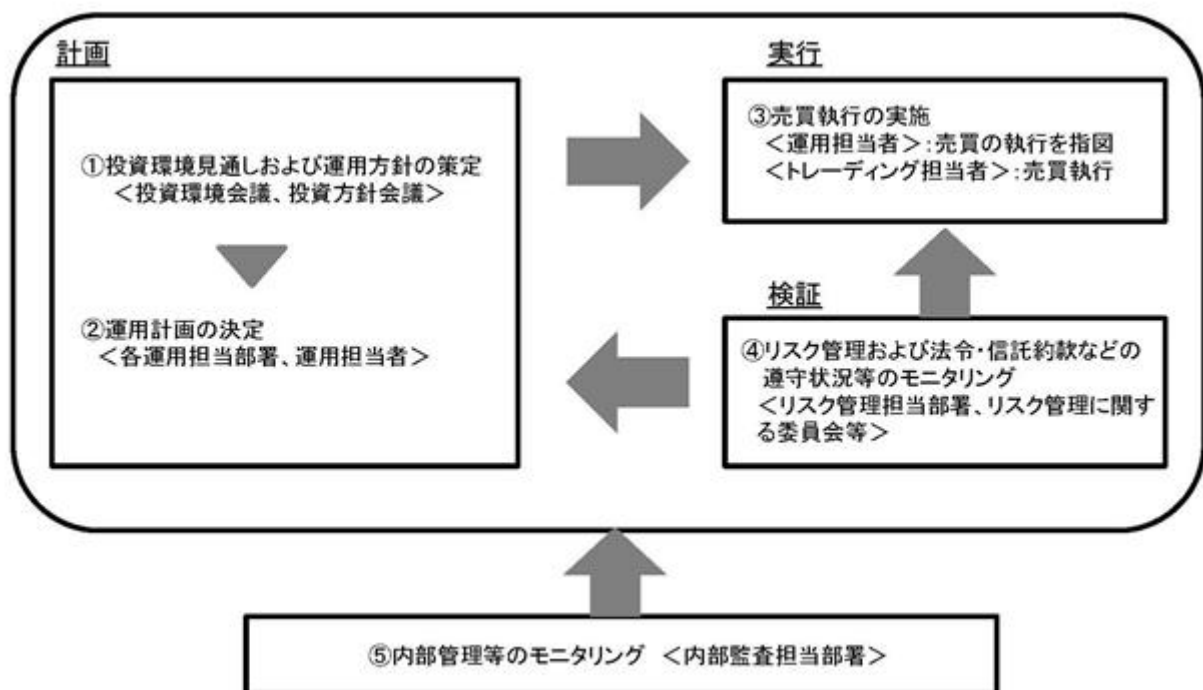 計画
①投資環境見通しおよび運用方針の策定
＜投資環境会議、投資方針会議＞
②運用計画の決定
＜各運用担当部署、運用担当者＞
実行
③売買執行の実施
＜運用担当者＞：売買の執行を指図
＜トレーディング担当者＞：売買執行
検証
④リスク管理および法令・信託約款などの
遵守状況等のモニタリング
＜リスク管理担当部署、リスク管理に関す
る委員会等＞
⑤内部管理等のモニタリング ＜内部監査担当部署＞